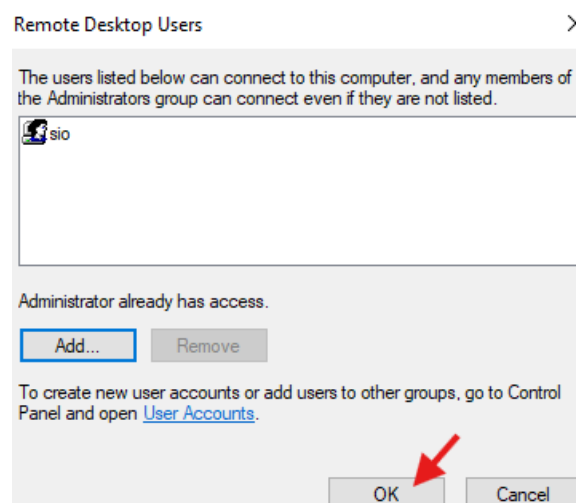 Remote Desktop Users
The users listed below can connect to this computer, and any members of
the Administrators group can connect even if they are not listed.
sio
Administrator already has access.
Add...
Remove
To create new user accounts or add users to other groups, go to Control
Panel and open User Accounts.
OK
Cancel